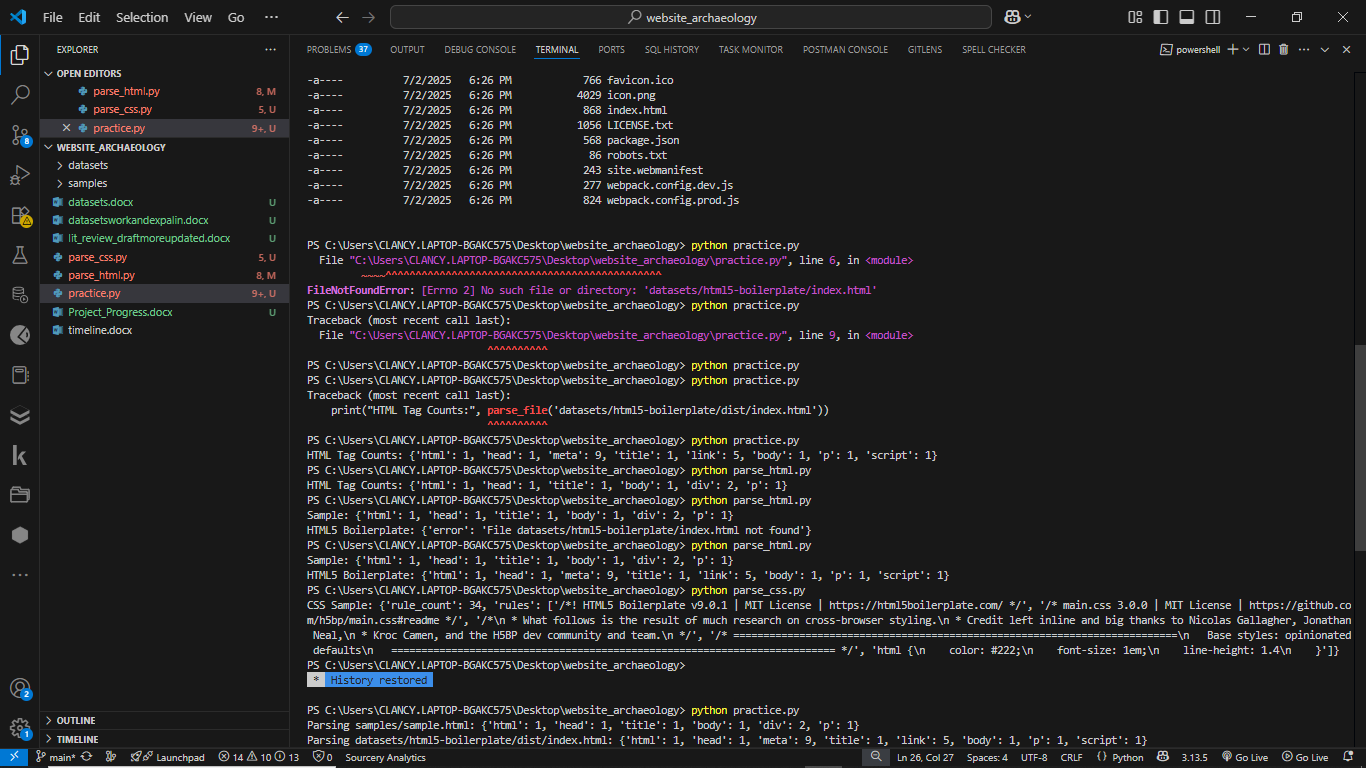 File Edit Selection View Go ··· website_archaeology
EXPLORER ···
OPEN EDITORS
parse_html.py 8, M
parse_css.py 5, U
practice.py 9+, U
WEBSITE_ARCHAEOLOGY
datasets
samples
datasets.docx U
datasetsworkandexpalin.docx U
lit_review_draftmoreupdated.docx U
parse_css.py 5, U
parse_html.py 8, M
practice.py 9+, U
Project_Progress.docx U
timeline.docx
OUTLINE
TIMELINE
8
2
1
PROBLEMS 37 OUTPUT DEBUG CONSOLE TERMINAL PORTS SQL HISTORY TASK MONITOR POSTMAN CONSOLE GITLENS SPELL CHECKER powershell
-a---- 7/2/2025 6:26 PM 766 favicon.ico
-a---- 7/2/2025 6:26 PM 4029 icon.png
-a---- 7/2/2025 6:26 PM 868 index.html
-a---- 7/2/2025 6:26 PM 1056 LICENSE.txt
-a---- 7/2/2025 6:26 PM 568 package.json
-a---- 7/2/2025 6:26 PM 86 robots.txt
-a---- 7/2/2025 6:26 PM 243 site.webmanifest
-a---- 7/2/2025 6:26 PM 277 webpack.config.dev.js
-a---- 7/2/2025 6:26 PM 824 webpack.config.prod.js
PS C:\Users\CLANCY.LAPTOP-BGAKC575\Desktop\website_archaeology> python practice.py
File "C:\Users\CLANCY.LAPTOP-BGAKC575\Desktop\website_archaeology\practice.py", line 6, in <module>
~~~~^^^^^^^^^^^^^^^^^^^^^^^^^^^^^^^^^^^^^^^^^^^^^^
FileNotFoundError: [Errno 2] No such file or directory: 'datasets/html5-boilerplate/index.html'
PS C:\Users\CLANCY.LAPTOP-BGAKC575\Desktop\website_archaeology> python practice.py
Traceback (most recent call last):
File "C:\Users\CLANCY.LAPTOP-BGAKC575\Desktop\website_archaeology\practice.py", line 9, in <module>
^^^^^^^^^^
PS C:\Users\CLANCY.LAPTOP-BGAKC575\Desktop\website_archaeology> python practice.py
PS C:\Users\CLANCY.LAPTOP-BGAKC575\Desktop\website_archaeology> python practice.py
Traceback (most recent call last):
print("HTML Tag Counts:", parse_file('datasets/html5-boilerplate/dist/index.html'))
^^^^^^^^^^
PS C:\Users\CLANCY.LAPTOP-BGAKC575\Desktop\website_archaeology> python practice.py
HTML Tag Counts: {'html': 1, 'head': 1, 'meta': 9, 'title': 1, 'link': 5, 'body': 1, 'p': 1, 'script': 1}
PS C:\Users\CLANCY.LAPTOP-BGAKC575\Desktop\website_archaeology> python parse_html.py
HTML Tag Counts: {'html': 1, 'head': 1, 'title': 1, 'body': 1, 'div': 2, 'p': 1}
PS C:\Users\CLANCY.LAPTOP-BGAKC575\Desktop\website_archaeology> python parse_html.py
Sample: {'html': 1, 'head': 1, 'title': 1, 'body': 1, 'div': 2, 'p': 1}
HTML5 Boilerplate: {'error': 'File datasets/html5-boilerplate/index.html not found'}
PS C:\Users\CLANCY.LAPTOP-BGAKC575\Desktop\website_archaeology> python parse_html.py
Sample: {'html': 1, 'head': 1, 'title': 1, 'body': 1, 'div': 2, 'p': 1}
HTML5 Boilerplate: {'html': 1, 'head': 1, 'meta': 9, 'title': 1, 'link': 5, 'body': 1, 'p': 1, 'script': 1}
PS C:\Users\CLANCY.LAPTOP-BGAKC575\Desktop\website_archaeology> python parse_css.py
CSS Sample: {'rule_count': 34, 'rules': ['/*! HTML5 Boilerplate v9.0.1 | MIT License | https://html5boilerplate.com/ */', '/* main.css 3.0.0 | MIT License | https://github.co
m/h5bp/main.css#readme */', '/*\n * What follows is the result of much research on cross-browser styling.\n * Credit left inline and big thanks to Nicolas Gallagher, Jonathan
Neal,\n * Kroc Camen, and the H5BP dev community and team.\n */', '/* ==========================================================================\n   Base styles: opinionated
defaults\n   ========================================================================== */', 'html {\n    color: #222;\n    font-size: 1em;\n    line-height: 1.4\n    }']}
PS C:\Users\CLANCY.LAPTOP-BGAKC575\Desktop\website_archaeology>
* History restored
PS C:\Users\CLANCY.LAPTOP-BGAKC575\Desktop\website_archaeology> python practice.py
Parsing samples/sample.html: {'html': 1, 'head': 1, 'title': 1, 'body': 1, 'div': 2, 'p': 1}
Parsing datasets/html5-boilerplate/dist/index.html: {'html': 1, 'head': 1, 'meta': 9, 'title': 1, 'link': 5, 'body': 1, 'p': 1, 'script': 1}
main* Launchpad 14 10 13 0 Sourcery Analytics Ln 26, Col 27 Spaces: 4 UTF-8 CRLF {} Python 3.13.5 Go Live Go Live